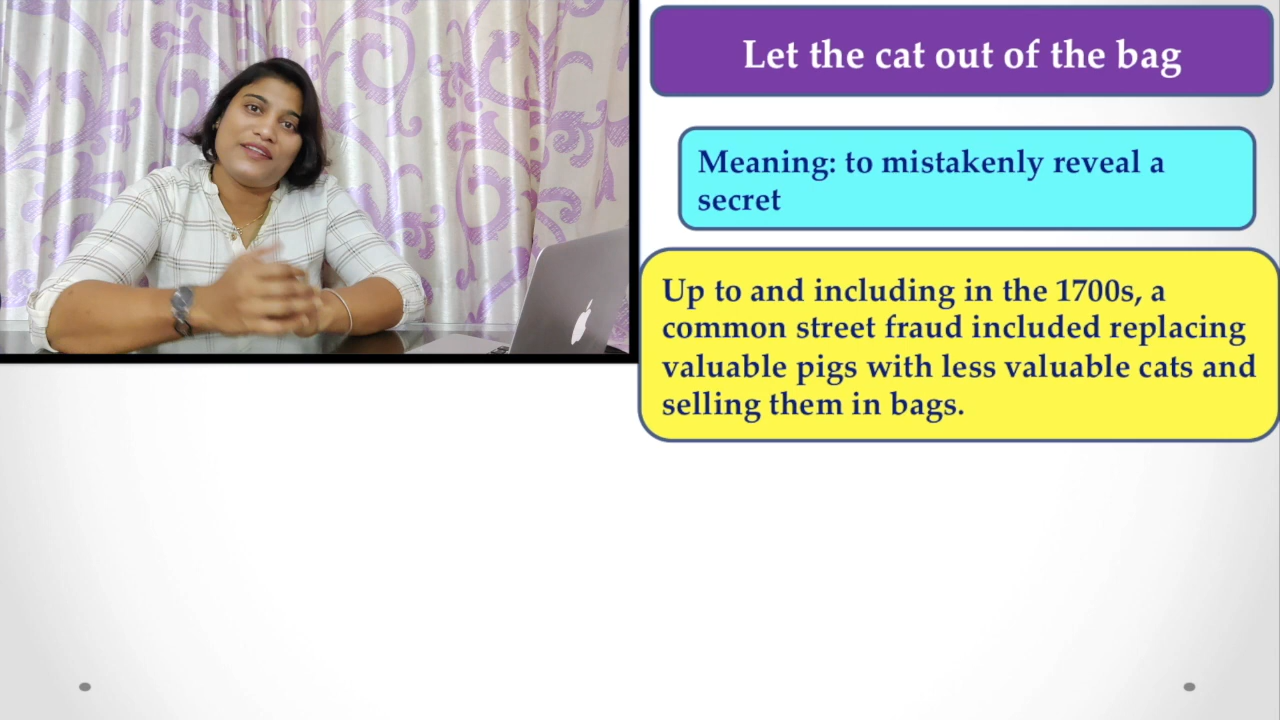 Let the cat out of the bag
Meaning: to mistakenly reveal a
secret
Up to and including in the 1700s, a
common street fraud included replacing
valuable pigs with less valuable cats and
selling them in bags.